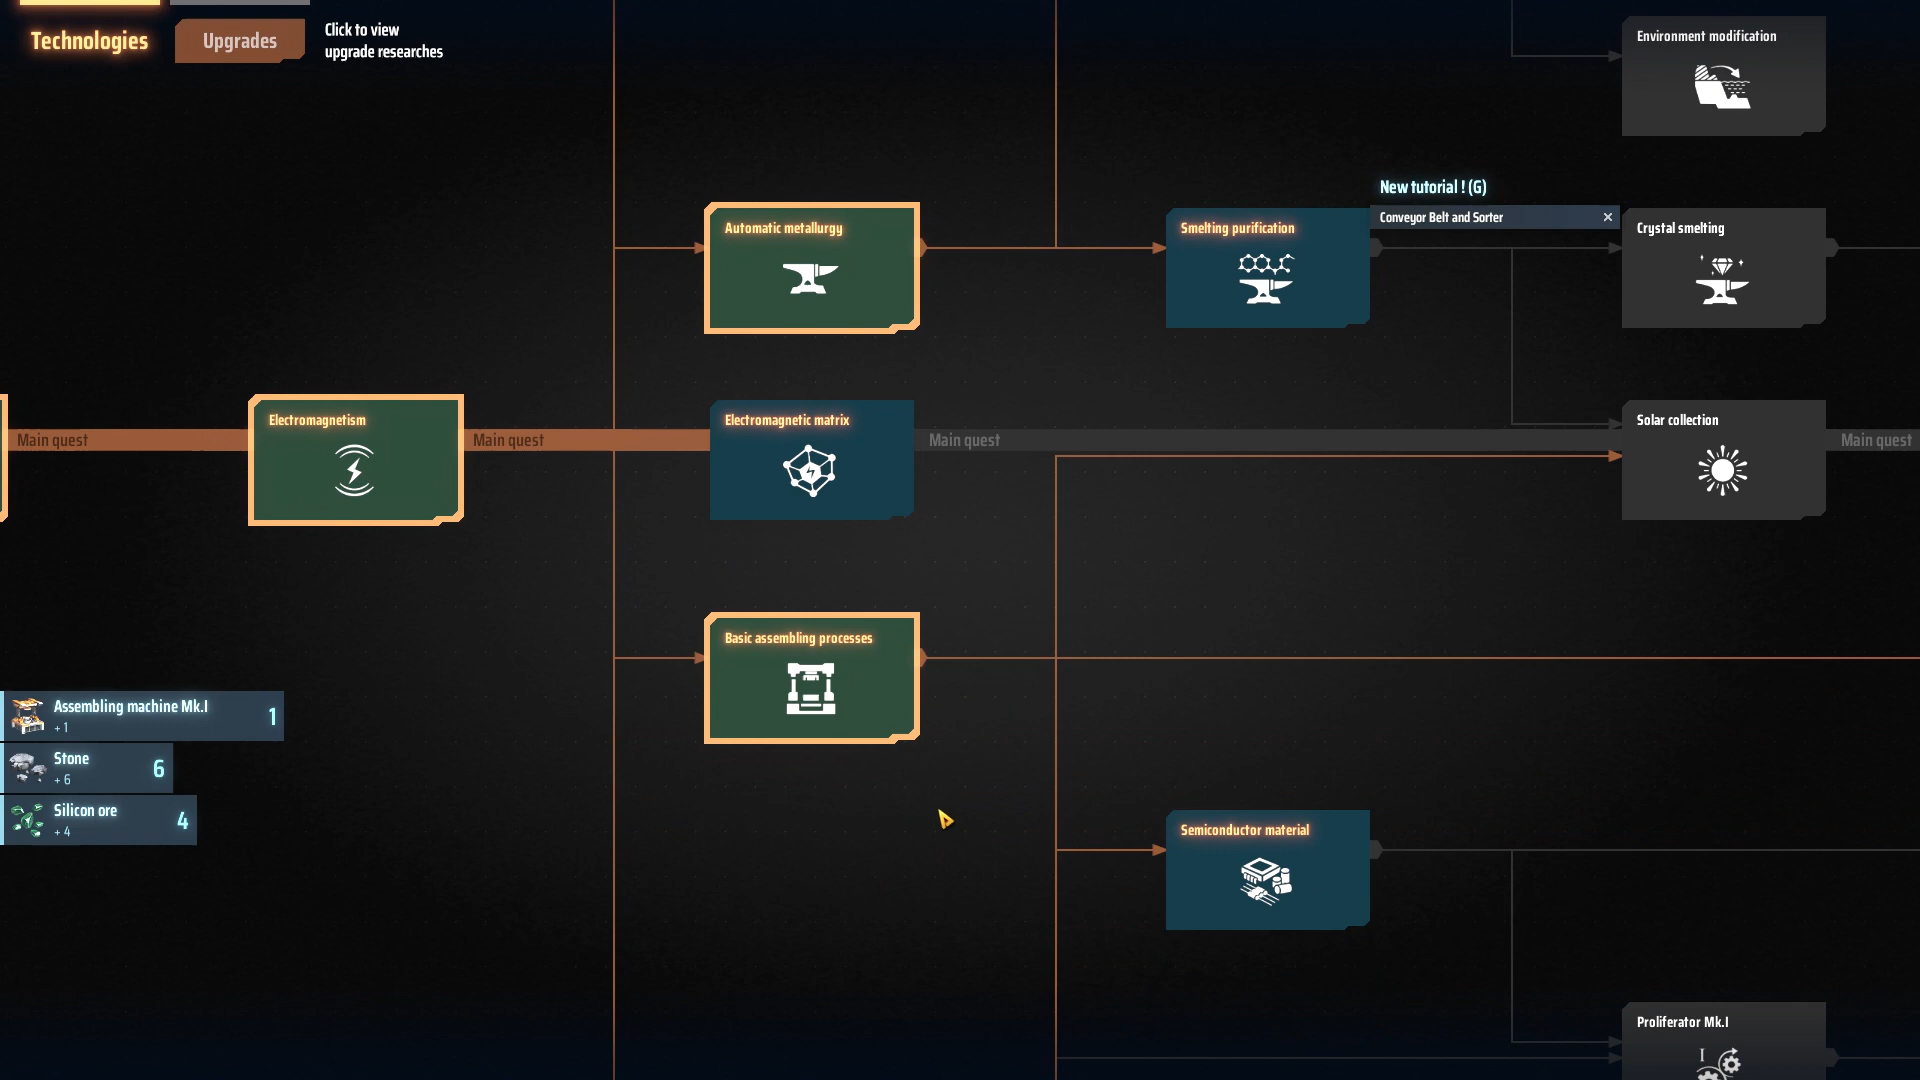 Technologies
Upgrades
Click to view
upgrade researches
Environment modification
New tutorial ! (G)
Conveyor Belt and Sorter
Automatic metallurgy
Smelting purification
Crystal smelting
Electromagnetism
Electromagnetic matrix
Solar collection
Main quest
Main quest
Main quest
Main quest
Basic assembling processes
Assembling machine Mk.I
+ 1
1
Stone
+ 6
6
Silicon ore
+ 4
4
Semiconductor material
Proliferator Mk.I
I